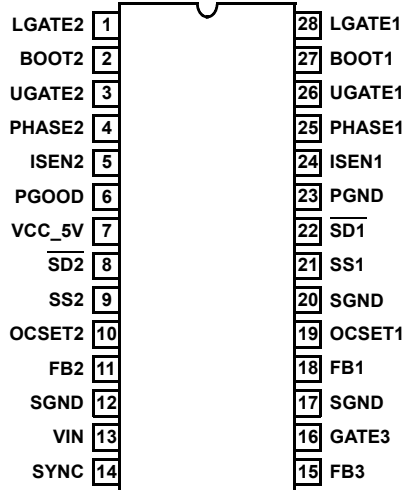 LGATE2 1 28 LGATE1
BOOT2 2 27 BOOT1
UGATE2 3 26 UGATE1
PHASE2 4 25 PHASE1
ISEN2 5 24 ISEN1
PGOOD 6 23 PGND
VCC_5V 7 22 S̅D̅1̅
S̅D̅2̅ 8 21 SS1
SS2 9 20 SGND
OCSET2 10 19 OCSET1
FB2 11 18 FB1
SGND 12 17 SGND
VIN 13 16 GATE3
SYNC 14 15 FB3